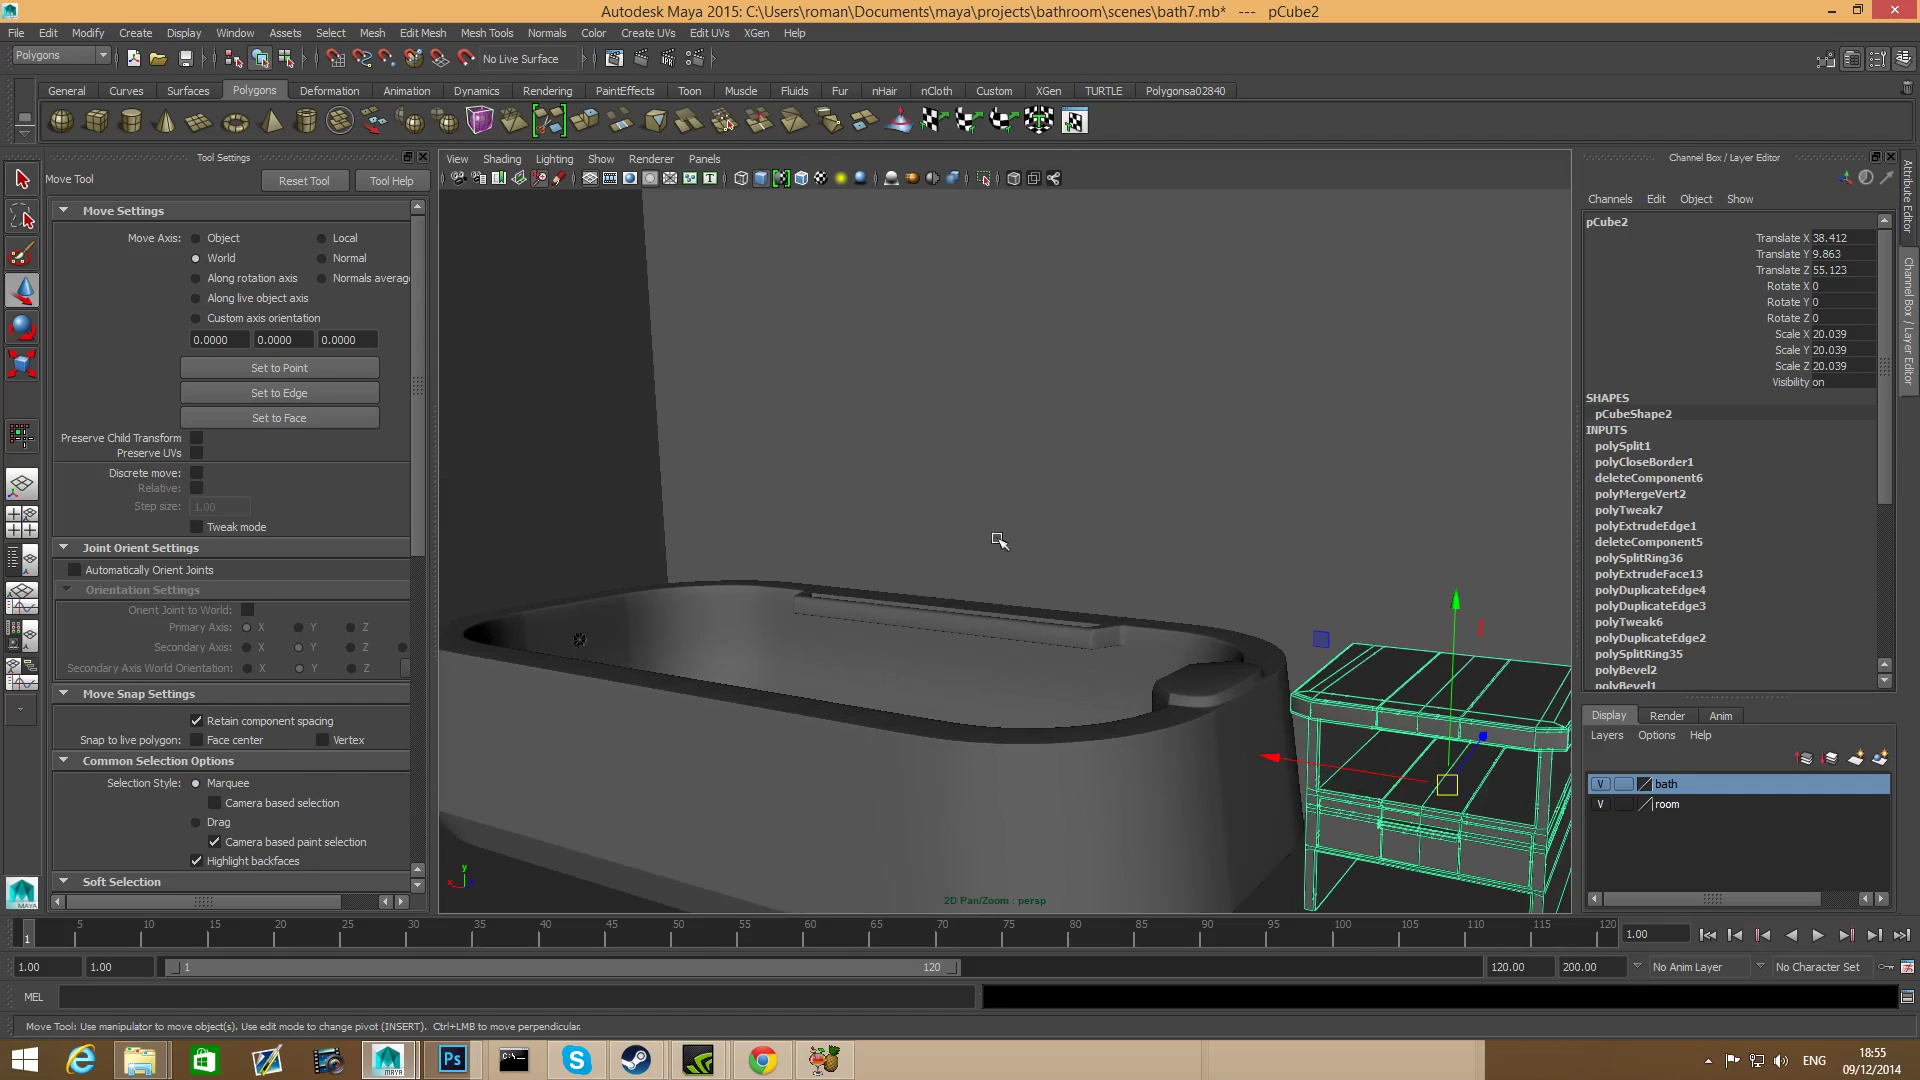 Autodesk Maya 2015: C:\Users\roman\Documents\maya\projects\bathroom\scenes\bath7.mb* --- pCube2
File Edit Modify Create Display Window Assets Select Mesh Edit Mesh Mesh Tools Normals Color Create UVs Edit UVs XGen Help
Polygons No Live Surface
General Curves Surfaces Polygons Deformation Animation Dynamics Rendering PaintEffects Toon Muscle Fluids Fur nHair nCloth Custom XGen TURTLE Polygonsa02840
Tool Settings
Move Tool Reset Tool Tool Help
Move Settings
Move Axis: Object Local
World Normal
Along rotation axis Normals averag
Along live object axis
Custom axis orientation
0.0000 0.0000 0.0000
Set to Point
Set to Edge
Set to Face
Preserve Child Transform
Preserve UVs
Discrete move:
Relative:
Step size: 1.00
Tweak mode
Joint Orient Settings
Automatically Orient Joints
Orientation Settings
Orient Joint to World:
Primary Axis: X Y Z
Secondary Axis: X Y Z
Secondary Axis World Orientation: X Y Z
Move Snap Settings
Retain component spacing
Snap to live polygon: Face center Vertex
Common Selection Options
Selection Style: Marquee
Camera based selection
Drag
Camera based paint selection
Highlight backfaces
Soft Selection
View Shading Lighting Show Renderer Panels
y
x
2D Pan/Zoom : persp
Channel Box / Layer Editor
Channels Edit Object Show
pCube2
Translate X 38.412
Translate Y 9.863
Translate Z 55.123
Rotate X 0
Rotate Y 0
Rotate Z 0
Scale X 20.039
Scale Y 20.039
Scale Z 20.039
Visibility on
SHAPES
pCubeShape2
INPUTS
polySplit1
polyCloseBorder1
deleteComponent6
polyMergeVert2
polyTweak7
polyExtrudeEdge1
deleteComponent5
polySplitRing36
polyExtrudeFace13
polyDuplicateEdge4
polyDuplicateEdge3
polyTweak6
polyDuplicateEdge2
polySplitRing35
polyBevel2
polyBevel1
Display Render Anim
Layers Options Help
V bath
V room
Attribute Editor
Channel Box / Layer Editor
1 5 10 15 20 25 30 35 40 45 50 55 60 65 70 75 80 85 90 95 100 105 110 115 120 1.00
1.00 1.00 1 120 120.00 200.00 No Anim Layer No Character Set
MEL
Move Tool: Use manipulator to move object(s). Use edit mode to change pivot (INSERT). Ctrl+LMB to move perpendicular.
MAYA
Ps
ENG
18:55
09/12/2014